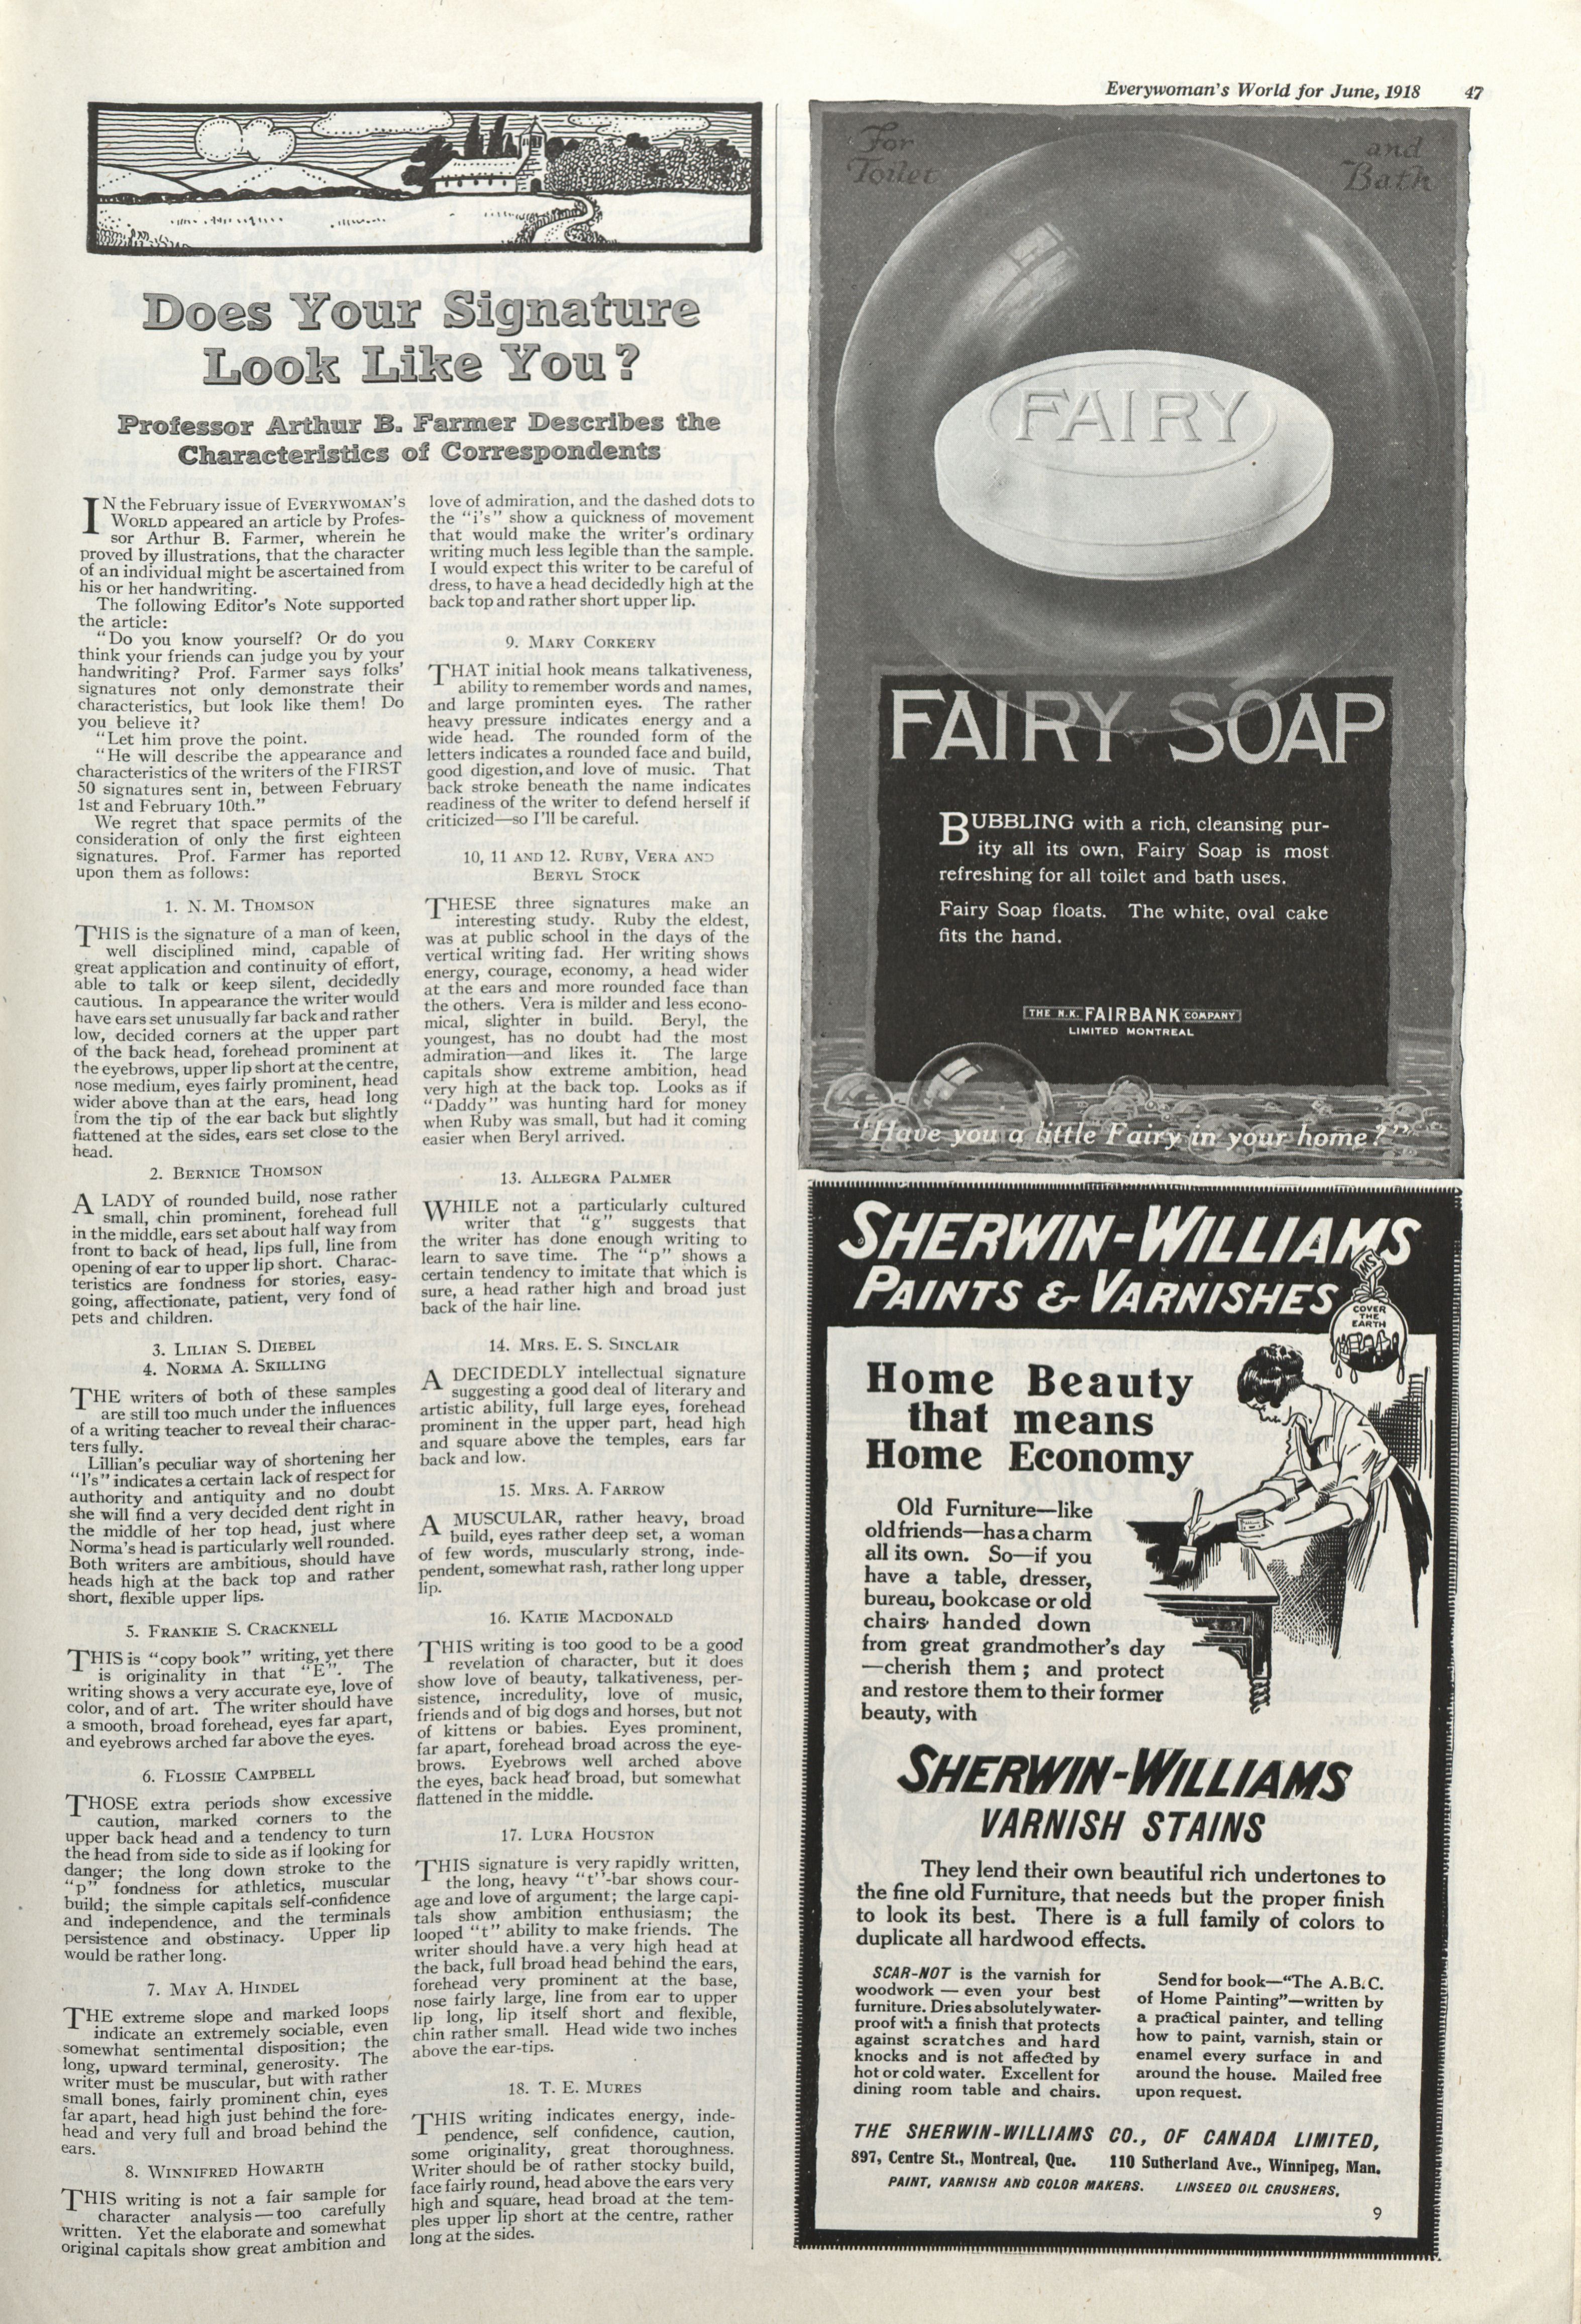 Everywoman's World for June, 1918 47
Does Your Signature
Look Like You?
Professor Arthur B. Farmer Describes the
Characteristics of Correspondents
IN the February issue of EVERYWOMAN'S
WORLD appeared an article by Profes-
sor Arthur B. Farmer, wherein he
proved by illustrations, that the character
of an individual might be ascertained from
his or her handwriting.
The following Editor's Note supported
the article:
"Do you know yourself? Or do you
think your friends can judge you by your
handwriting? Prof. Farmer says folks'
signatures not only demonstrate their
characteristics, but look like them! Do
you believe it?
"Let him prove the point.
"He will describe the appearance and
characteristics of the writers of the FIRST
50 signatures sent in, between February
1st and February 10th."
We regret that space permits of the
consideration of only the first eighteen
signatures. Prof. Farmer has reported
upon them as follows:
1. N. M. THOMSON
THIS is the signature of a man of keen,
well disciplined mind, capable of
great application and continuity of effort,
able to talk or keep silent, decidedly
cautious. In appearance the writer would
have ears set unusually far back and rather
low, decided corners at the upper part
of the back head, forehead prominent at
the eyebrows, upper lip short at the centre,
nose medium, eyes fairly prominent, head
wider above than at the ears, head long
from the tip of the ear back but slightly
flattened at the sides, ears set close to the
head.
2. BERNICE THOMSON
A LADY of rounded build, nose rather
small, chin prominent, forehead full
in the middle, ears set about half way from
front to back of head, lips full, line from
opening of ear to upper lip short. Charac-
teristics are fondness for stories, easy-
going, affectionate, patient, very fond of
pets and children.
3. LILIAN S. DIEBEL
4. NORMA A. SKILLING
THE writers of both of these samples
are still too much under the influences
of a writing teacher to reveal their charac-
ters fully.
Lillian's peculiar way of shortening her
"l's" indicates a certain lack of respect for
authority and antiquity and no doubt
she will find a very decided dent right in
the middle of her top head, just where
Norma's head is particularly well rounded.
Both writers are ambitious, should have
heads high at the back top and rather
short, flexible upper lips.
5. FRANKIE S. CRACKNELL
THIS is "copy book" writing, yet there
is originality in that "E". The
writing shows a very accurate eye, love of
color, and of art. The writer should have
a smooth, broad forehead, eyes far apart,
and eyebrows arched far above the eyes.
6. FLOSSIE CAMPBELL
THOSE extra periods show excessive
caution, marked corners to the
upper back head and a tendency to turn
the head from side to side as if looking for
danger; the long down stroke to the
"p" fondness for athletics, muscular
build; the simple capitals self-confidence
and independence, and the terminals
persistence and obstinacy. Upper lip
would be rather long.
7. MAY A. HINDEL
THE extreme slope and marked loops
indicate an extremely sociable, even
somewhat sentimental disposition; the
long, upward terminal, generosity. The
writer must be muscular, but with rather
small bones, fairly prominent chin, eyes
far apart, head high just behind the fore-
head and very full and broad behind the
ears.
8. WINNIFRED HOWARTH
THIS writing is not a fair sample for
character analysis—too carefully
written. Yet the elaborate and somewhat
original capitals show great ambition and
love of admiration, and the dashed dots to
the "i's" show a quickness of movement
that would make the writer's ordinary
writing much less legible than the sample.
I would expect this writer to be careful of
dress, to have a head decidedly high at the
back top and rather short upper lip.
9. MARY CORKERY
THAT initial hook means talkativeness,
ability to remember words and names,
and large prominten eyes. The rather
heavy pressure indicates energy and a
wide head. The rounded form of the
letters indicates a rounded face and build,
good digestion, and love of music. That
back stroke beneath the name indicates
readiness of the writer to defend herself if
criticized—so I'll be careful.
10, 11 AND 12. RUBY, VERA AND
BERYL STOCK
THESE three signatures make an
interesting study. Ruby the eldest,
was at public school in the days of the
vertical writing fad. Her writing shows
energy, courage, economy, a head wider
at the ears and more rounded face than
the others. Vera is milder and less econo-
mical, slighter in build. Beryl, the
youngest, has no doubt had the most
admiration—and likes it. The large
capitals show extreme ambition, head
very high at the back top. Looks as if
"Daddy" was hunting hard for money
when Ruby was small, but had it coming
easier when Beryl arrived.
13. ALLEGRA PALMER
WHILE not a particularly cultured
writer that "g" suggests that
the writer has done enough writing to
learn to save time. The "p" shows a
certain tendency to imitate that which is
sure, a head rather high and broad just
back of the hair line.
14. MRS. E. S. SINCLAIR
A DECIDEDLY intellectual signature
suggesting a good deal of literary and
artistic ability, full large eyes, forehead
prominent in the upper part, head high
and square above the temples, ears far
back and low.
15. MRS. A. FARROW
A MUSCULAR, rather heavy, broad
build, eyes rather deep set, a woman
of few words, muscularly strong, inde-
pendent, somewhat rash, rather long upper
lip.
16. KATIE MACDONALD
THIS writing is too good to be a good
revelation of character, but it does
show love of beauty, talkativeness, per-
sistence, incredulity, love of music,
friends and of big dogs and horses, but not
of kittens or babies. Eyes prominent,
far apart, forehead broad across the eye-
brows. Eyebrows well arched above
the eyes, back head broad, but somewhat
flattened in the middle.
17. LURA HOUSTON
THIS signature is very rapidly written,
the long, heavy "t"-bar shows cour-
age and love of argument; the large capi-
tals show ambition enthusiasm; the
looped "t" ability to make friends. The
writer should have a very high head at
the back, full broad head behind the ears,
forehead very prominent at the base,
nose fairly large, line from ear to upper
lip long, lip itself short and flexible,
chin rather small. Head wide two inches
above the ear-tips.
18. T. E. MURES
THIS writing indicates energy, inde-
pendence, self confidence, caution,
some originality, great thoroughness.
Writer should be of rather stocky build,
face fairly round, head above the ears very
high and square, head broad at the tem-
ples upper lip short at the centre, rather
long at the sides.
For
Toilet
and
Bath
FAIRY
FAIRY SOAP
BUBBLING with a rich, cleansing pur-
ity all its own, Fairy Soap is most
refreshing for all toilet and bath uses.
Fairy Soap floats. The white, oval cake
fits the hand.
THE N.K. FAIRBANK COMPANY
LIMITED MONTREAL
"Have you a little Fairy in your home?"
SHERWIN-WILLIAMS
PAINTS & VARNISHES
COVER
THE
EARTH
Home Beauty
that means
Home Economy
Old Furniture—like
old friends—has a charm
all its own. So—if you
have a table, dresser,
bureau, bookcase or old
chairs handed down
from great grandmother's day
—cherish them; and protect
and restore them to their former
beauty, with
SHERWIN-WILLIAMS
VARNISH STAINS
They lend their own beautiful rich undertones to
the fine old Furniture, that needs but the proper finish
to look its best. There is a full family of colors to
duplicate all hardwood effects.
SCAR-NOT is the varnish for
woodwork — even your best
furniture. Dries absolutely water-
proof with a finish that protects
against scratches and hard
knocks and is not affected by
hot or cold water. Excellent for
dining room table and chairs.
Send for book—"The A.B.C.
of Home Painting"—written by
a practical painter, and telling
how to paint, varnish, stain or
enamel every surface in and
around the house. Mailed free
upon request.
THE SHERWIN-WILLIAMS CO., OF CANADA LIMITED,
897, Centre St., Montreal, Que. 110 Sutherland Ave., Winnipeg, Man.
PAINT, VARNISH AND COLOR MAKERS. LINSEED OIL CRUSHERS.
9